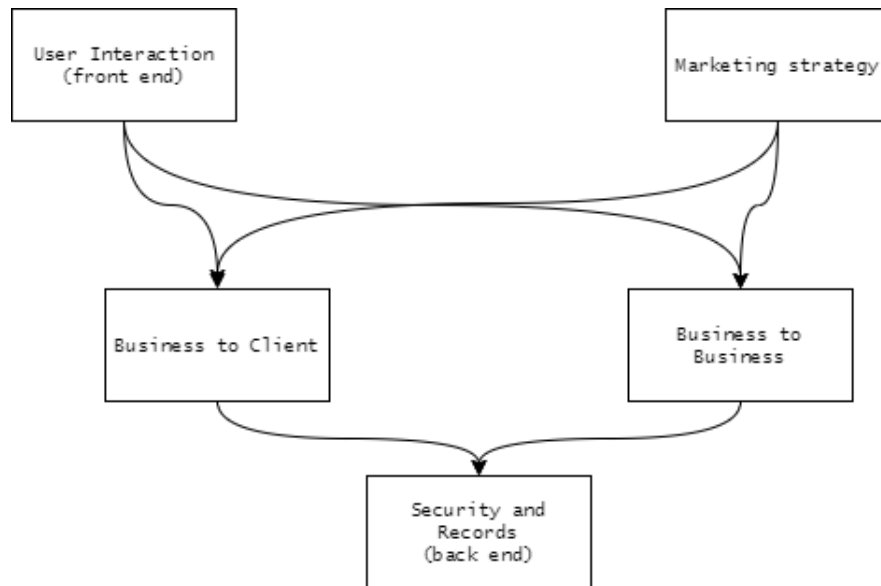 User Interaction
(front end)
Marketing strategy
Business to Client
Business to
Business
Security and
Records
(back end)